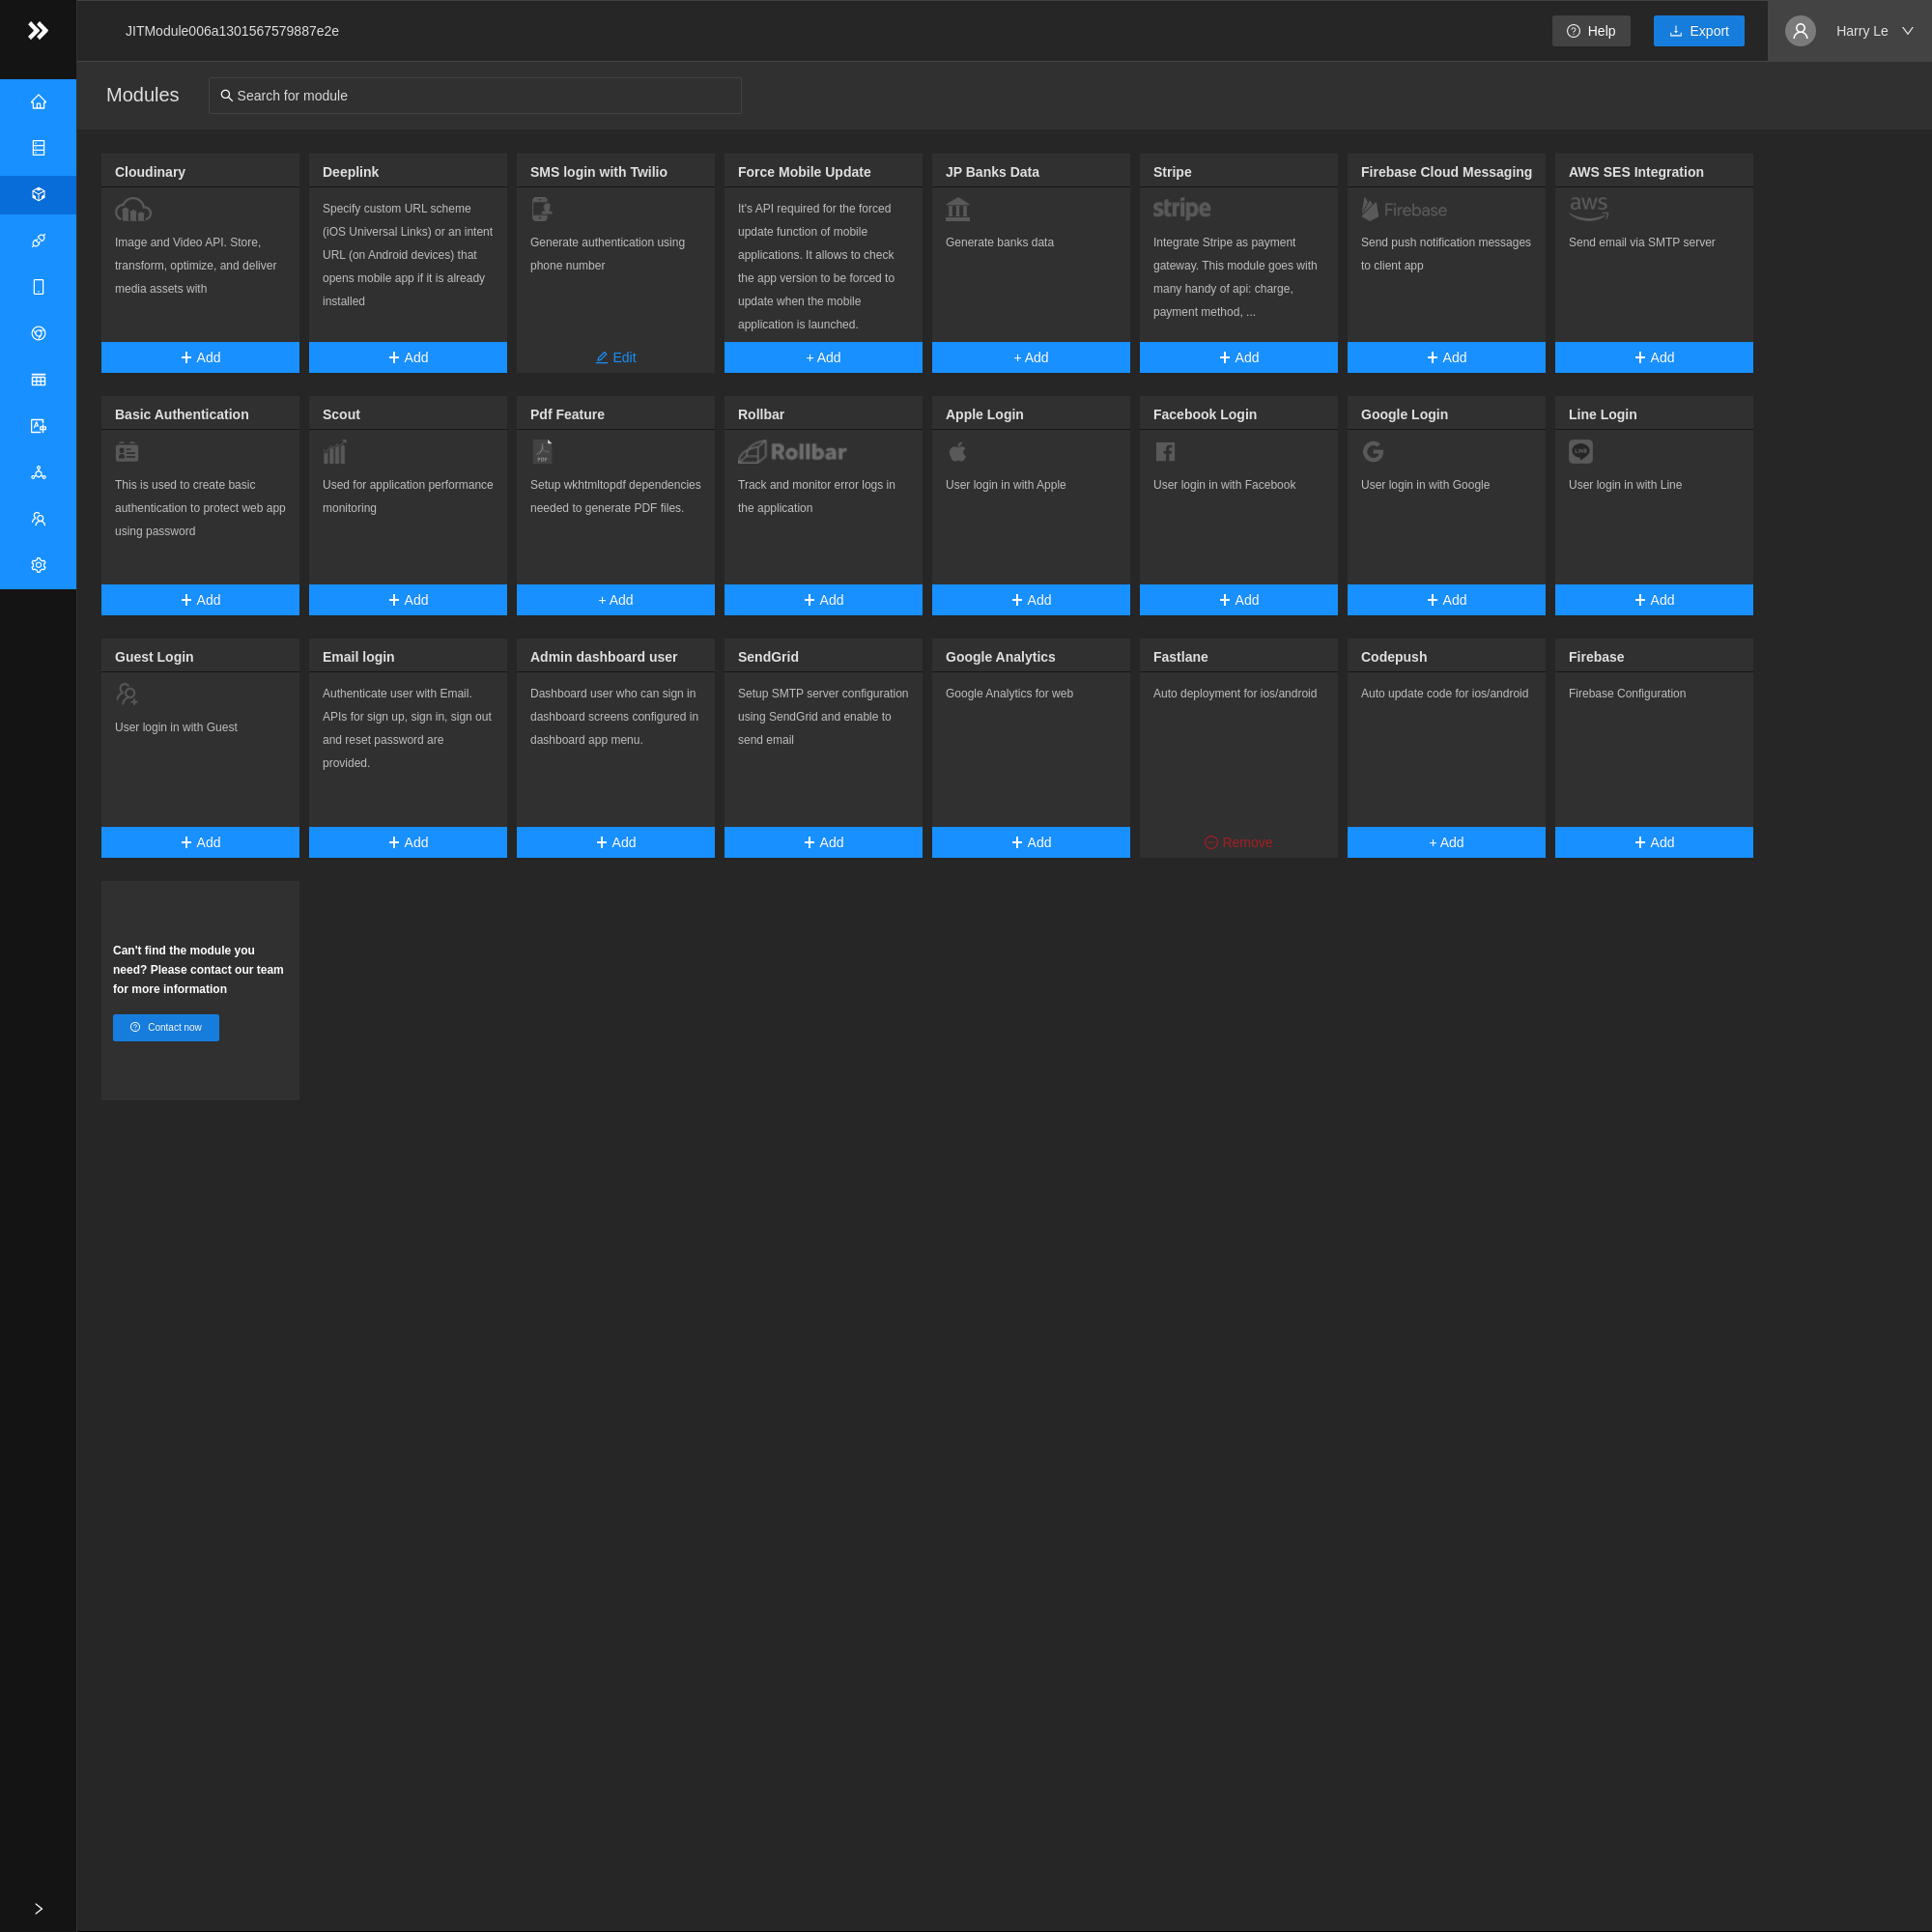 JITModule006a1301567579887e2e
Help
Export
Harry Le
Modules
Search for module
Cloudinary
Image and Video API. Store,
transform, optimize, and deliver
media assets with
+ Add
Deeplink
Specify custom URL scheme
(iOS Universal Links) or an intent
URL (on Android devices) that
opens mobile app if it is already
installed
+ Add
SMS login with Twilio
Generate authentication using
phone number
Edit
Force Mobile Update
It's API required for the forced
update function of mobile
applications. It allows to check
the app version to be forced to
update when the mobile
application is launched.
+ Add
JP Banks Data
Generate banks data
+ Add
Stripe
stripe
Integrate Stripe as payment
gateway. This module goes with
many handy of api: charge,
payment method, ...
+ Add
Firebase Cloud Messaging
Firebase
Send push notification messages
to client app
+ Add
AWS SES Integration
aws
Send email via SMTP server
+ Add
Basic Authentication
This is used to create basic
authentication to protect web app
using password
+ Add
Scout
Used for application performance
monitoring
+ Add
Pdf Feature
PDF
Setup wkhtmltopdf dependencies
needed to generate PDF files.
+ Add
Rollbar
Rollbar
Track and monitor error logs in
the application
+ Add
Apple Login
User login in with Apple
+ Add
Facebook Login
User login in with Facebook
+ Add
Google Login
User login in with Google
+ Add
Line Login
LINE
User login in with Line
+ Add
Guest Login
User login in with Guest
+ Add
Email login
Authenticate user with Email.
APIs for sign up, sign in, sign out
and reset password are
provided.
+ Add
Admin dashboard user
Dashboard user who can sign in
dashboard screens configured in
dashboard app menu.
+ Add
SendGrid
Setup SMTP server configuration
using SendGrid and enable to
send email
+ Add
Google Analytics
Google Analytics for web
+ Add
Fastlane
Auto deployment for ios/android
Remove
Codepush
Auto update code for ios/android
+ Add
Firebase
Firebase Configuration
+ Add
Can't find the module you
need? Please contact our team
for more information
Contact now